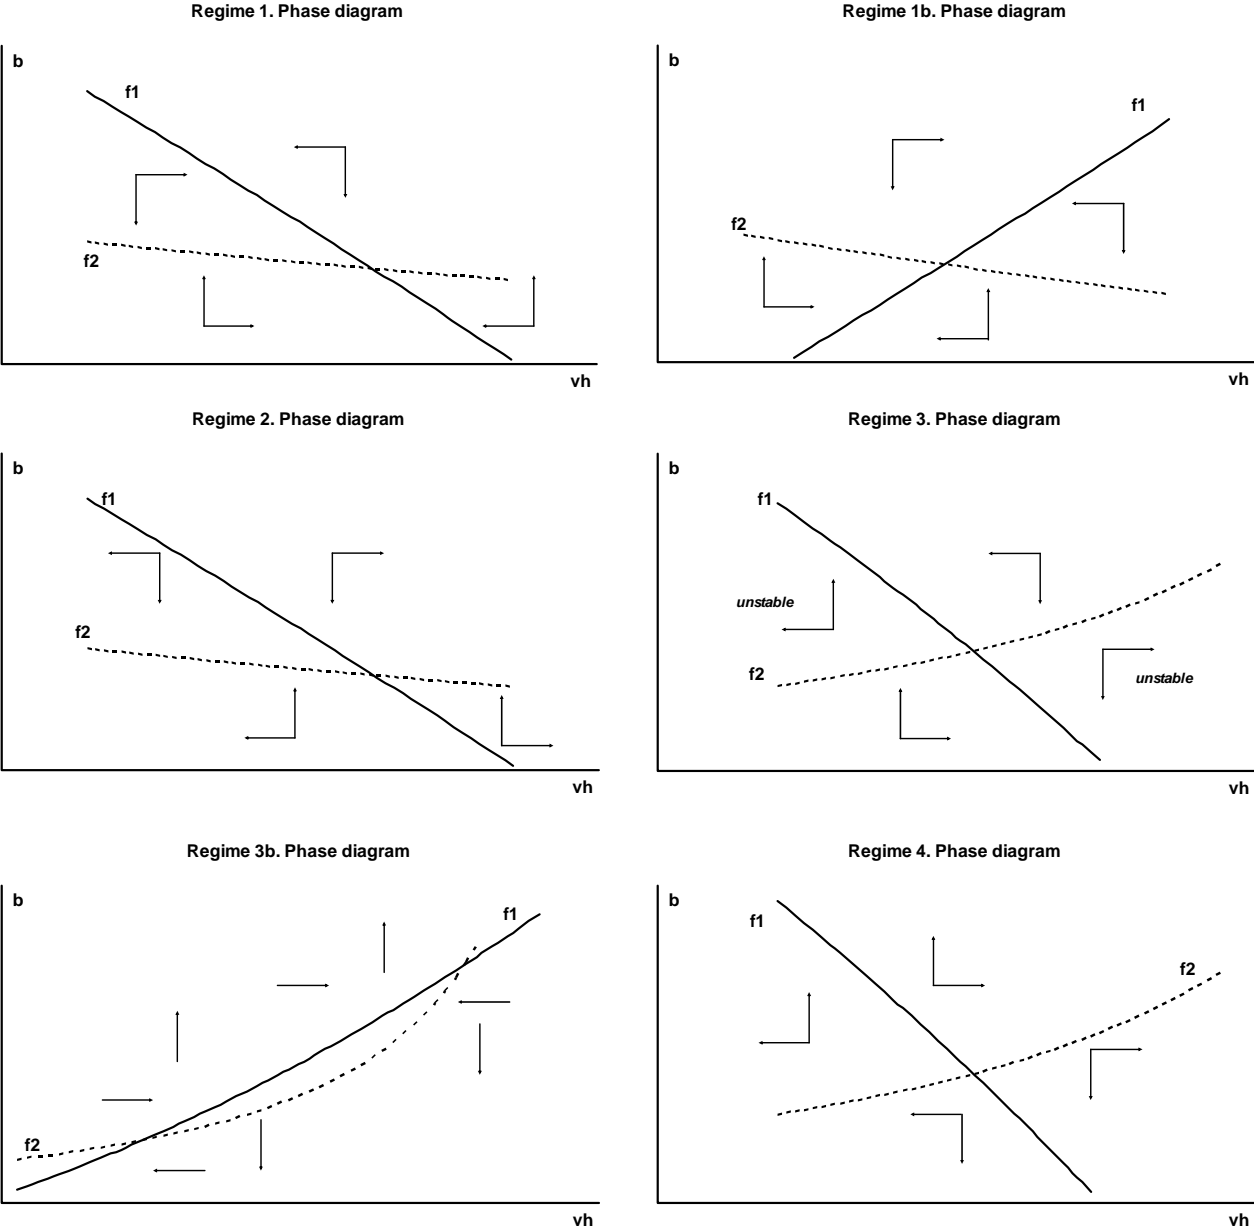 Regime 1. Phase diagram
b
f1
f2
vh
Regime 1b. Phase diagram
b
f1
f2
vh
Regime 2. Phase diagram
b
f1
f2
vh
Regime 3. Phase diagram
b
f1
unstable
f2
unstable
vh
Regime 3b. Phase diagram
b
f1
f2
vh
Regime 4. Phase diagram
b
f1
f2
vh